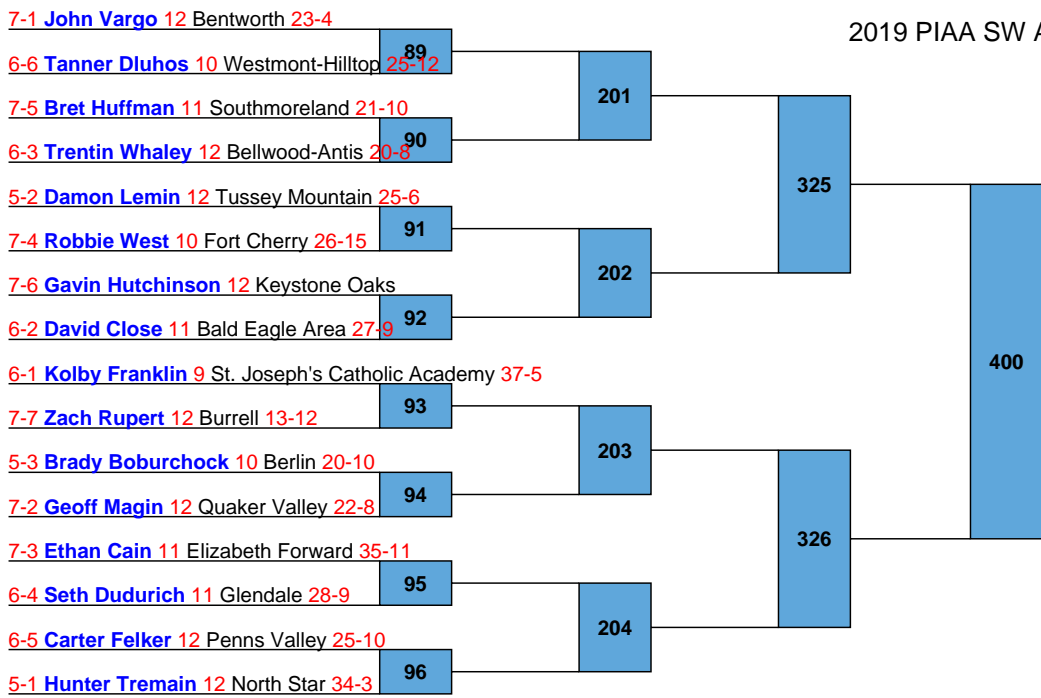 7-1 John Vargo 12 Bentworth 23-4
2019 PIAA SW A
89
6-6 Tanner Dluhos 10 Westmont-Hilltop 25-12
201
7-5 Bret Huffman 11 Southmoreland 21-10
90
6-3 Trentin Whaley 12 Bellwood-Antis 20-8
325
5-2 Damon Lemin 12 Tussey Mountain 25-6
91
7-4 Robbie West 10 Fort Cherry 26-15
202
7-6 Gavin Hutchinson 12 Keystone Oaks
92
6-2 David Close 11 Bald Eagle Area 27-9
400
6-1 Kolby Franklin 9 St. Joseph's Catholic Academy 37-5
93
7-7 Zach Rupert 12 Burrell 13-12
203
5-3 Brady Boburchock 10 Berlin 20-10
94
7-2 Geoff Magin 12 Quaker Valley 22-8
326
7-3 Ethan Cain 11 Elizabeth Forward 35-11
95
6-4 Seth Dudurich 11 Glendale 28-9
204
6-5 Carter Felker 12 Penns Valley 25-10
96
5-1 Hunter Tremain 12 North Star 34-3